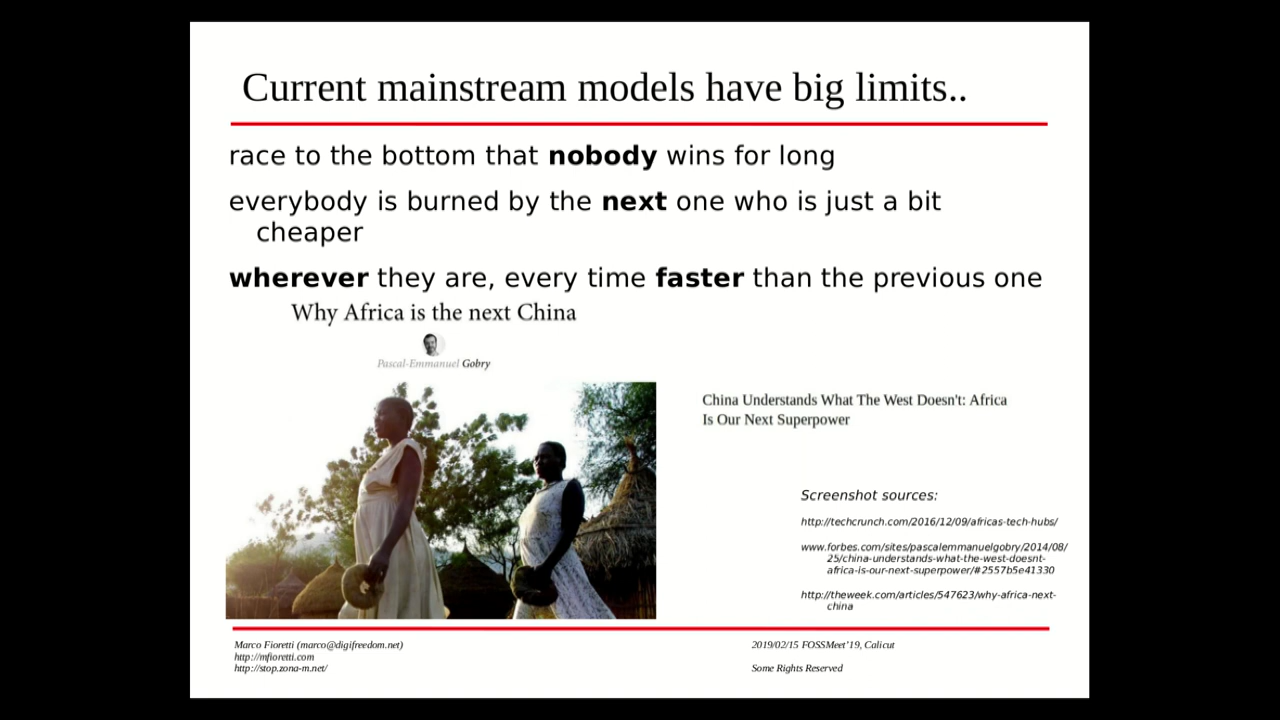 Current mainstream models have big limits..
race to the bottom that nobody wins for long
everybody is burned by the next one who is just a bit
cheaper
wherever they are, every time faster than the previous one
Why Africa is the next China
Pascal-Emmanuel Gobry
China Understands What The West Doesn't: Africa
Is Our Next Superpower
Screenshot sources:
http://techcrunch.com/2016/12/09/africas-tech-hubs/
www.forbes.com/sites/pascalemmanuelgobry/2014/08/
25/china-understands-what-the-west-doesnt-
africa-is-our-next-superpower/#2557b5e41330
http://theweek.com/articles/547623/why-africa-next-
china
Marco Fioretti (marco@digifreedom.net)
http://mfioretti.com
http://stop.zona-m.net/
2019/02/15 FOSSMeet'19, Calicut
Some Rights Reserved